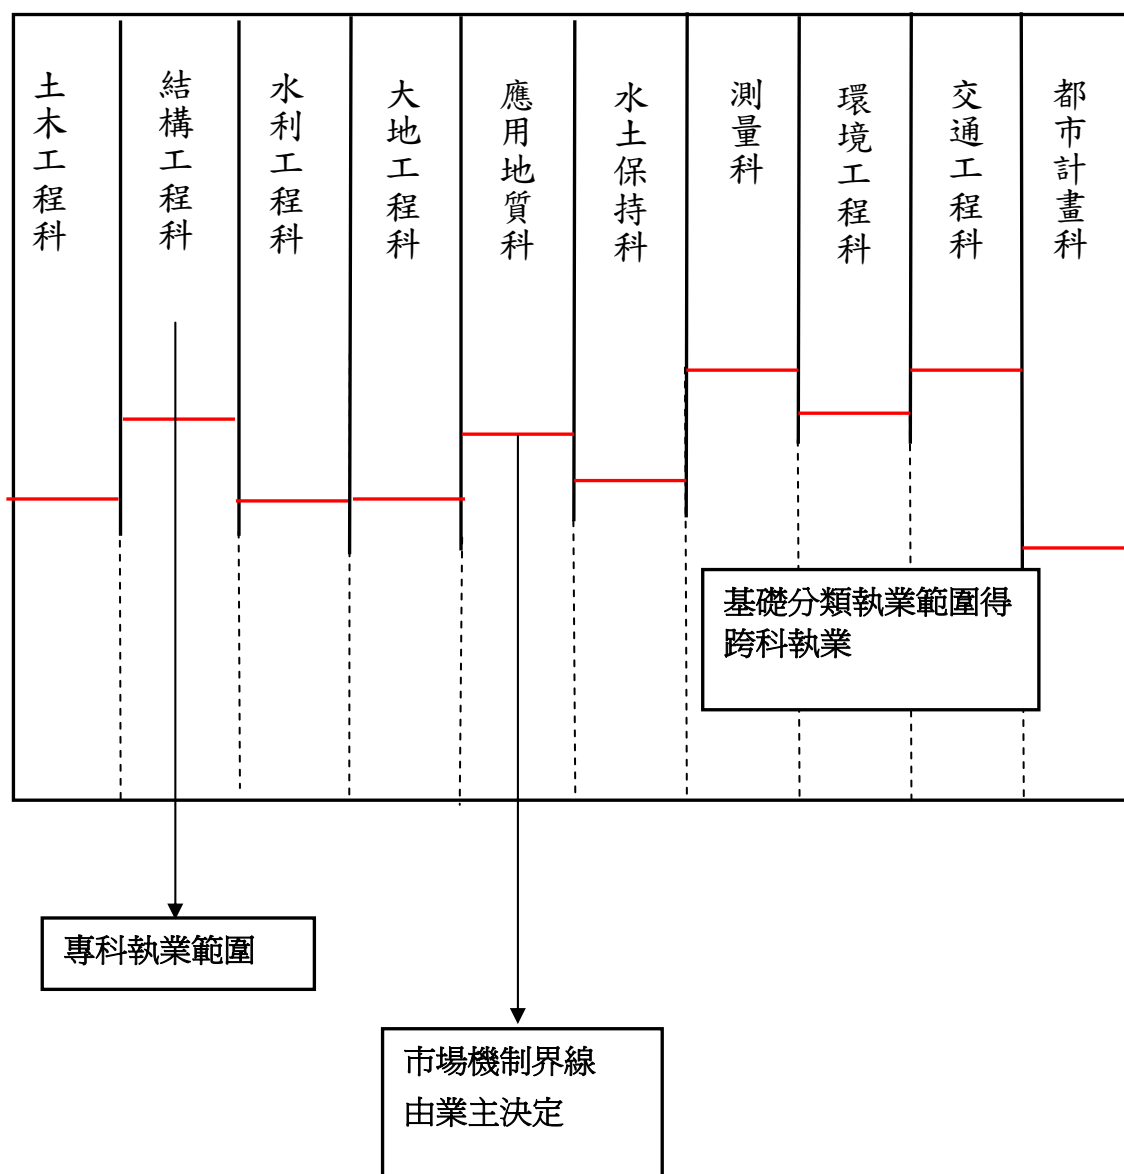 土木工程科
結構工程科
水利工程科
大地工程科
應用地質科
水土保持科
測量科
環境工程科
交通工程科
都市計畫科
基礎分類執業範圍得
跨科執業
專科執業範圍
市場機制界線
由業主決定